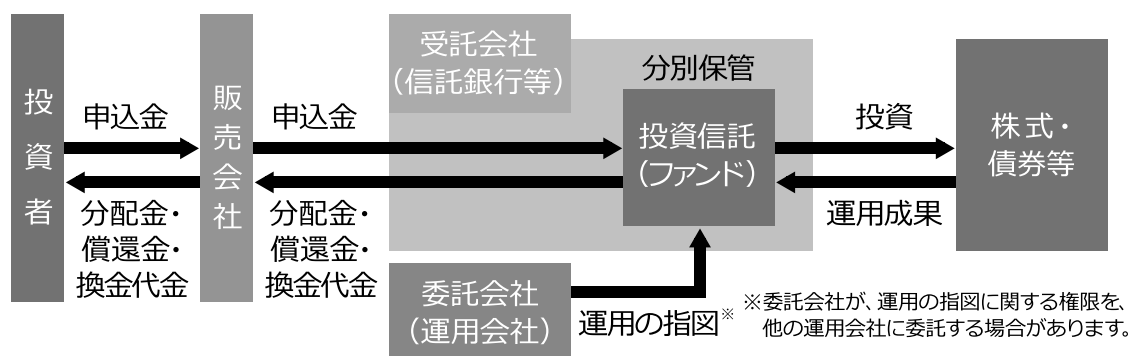 投資者
申込金
分配金・
償還金・
換金代金
販売会社
申込金
分配金・
償還金・
換金代金
受託会社
（信託銀行等）
分別保管
投資信託
（ファンド）
委託会社
（運用会社）
運用の指図※
投資
運用成果
株式・
債券等
※委託会社が、運用の指図に関する権限を、
他の運用会社に委託する場合があります。